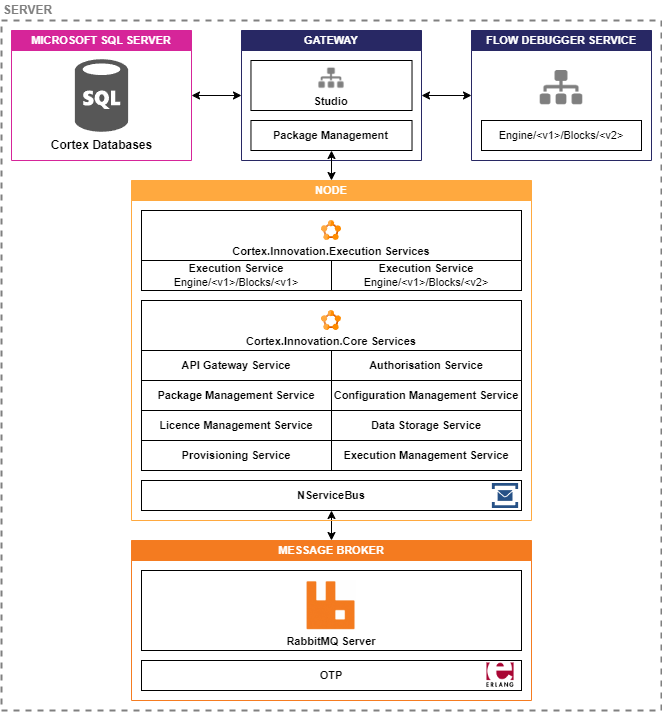 SERVER
MICROSOFT SQL SERVER
SQL
Cortex Databases
GATEWAY
Studio
Package Management
FLOW DEBUGGER SERVICE
Engine/<v1>/Blocks/<v2>
NODE
Cortex.Innovation.Execution Services
Execution Service
Engine/<v1>/Blocks/<v1>
Execution Service
Engine/<v1>/Blocks/<v2>
Cortex.Innovation.Core Services
API Gateway Service
Authorisation Service
Package Management Service
Configuration Management Service
Licence Management Service
Data Storage Service
Provisioning Service
Execution Management Service
NServiceBus
MESSAGE BROKER
RabbitMQ Server
OTP
e
ERLANG